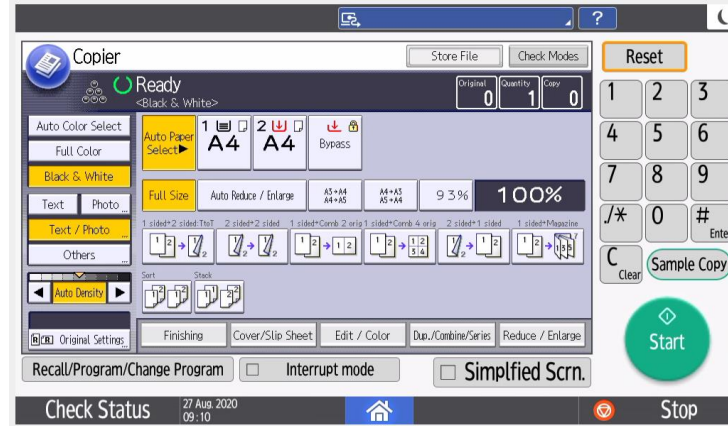 ?
Copier
Store File
Check Modes
Reset
Ready
<Black & White>
Original 0
Quantity 1
Copy 0
1 2 3
Auto Color Select
Full Color
Black & White
Auto Paper Select▶
1 A4
2 A4
Bypass
4 5 6
7 8 9
Text
Photo
Full Size
Auto Reduce / Enlarge
A3→A4
A4→A5
A4→A3
A5→A4
93%
100%
./* 0 #
Enter
Text / Photo
1 sided→2 sided:TtoT
2 sided→2 sided
1 sided→Comb 2 orig
1 sided→Comb 4 orig
2 sided→1 sided
1 sided→Magazine
Others
C
Clear
Sample Copy
Auto Density
Sort
Stack
Start
Original Settings
Finishing
Cover/Slip Sheet
Edit / Color
Dup./Combine/Series
Reduce / Enlarge
Recall/Program/Change Program
Interrupt mode
Simplfied Scrn.
Check Status
27 Aug. 2020
09:10
Stop